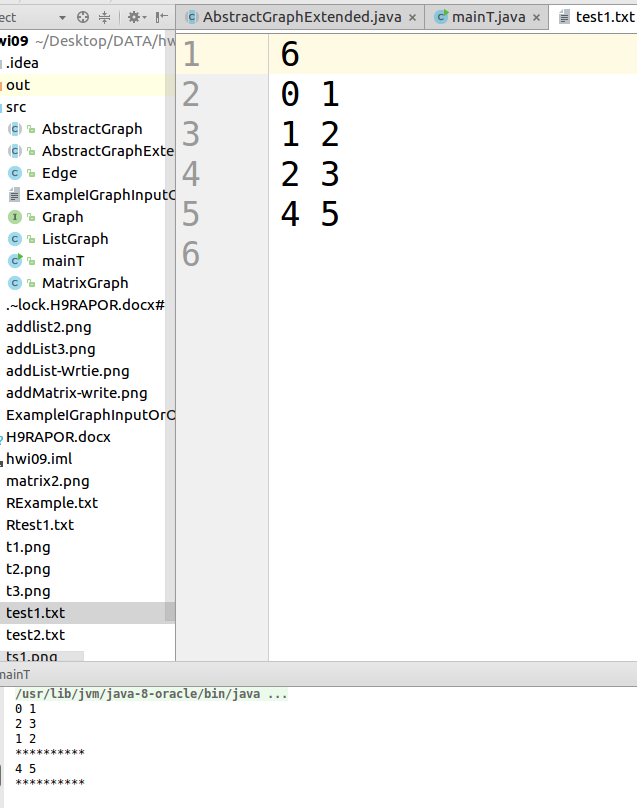 ect
AbstractGraphExtended.java
mainT.java
test1.txt
wi09 ~/Desktop/DATA/hw
.idea
out
src
AbstractGraph
AbstractGraphExte
Edge
ExampleIGraphInputO
Graph
ListGraph
mainT
MatrixGraph
.~lock.H9RAPOR.docx#
addlist2.png
addList3.png
addList-Wrtie.png
addMatrix-write.png
ExampleIGraphInputOrO
H9RAPOR.docx
hwi09.iml
matrix2.png
RExample.txt
Rtest1.txt
t1.png
t2.png
t3.png
test1.txt
test2.txt
ts1.png
1 6
2 0 1
3 1 2
4 2 3
5 4 5
6
mainT
/usr/lib/jvm/java-8-oracle/bin/java ...
0 1
2 3
1 2
**********
4 5
**********